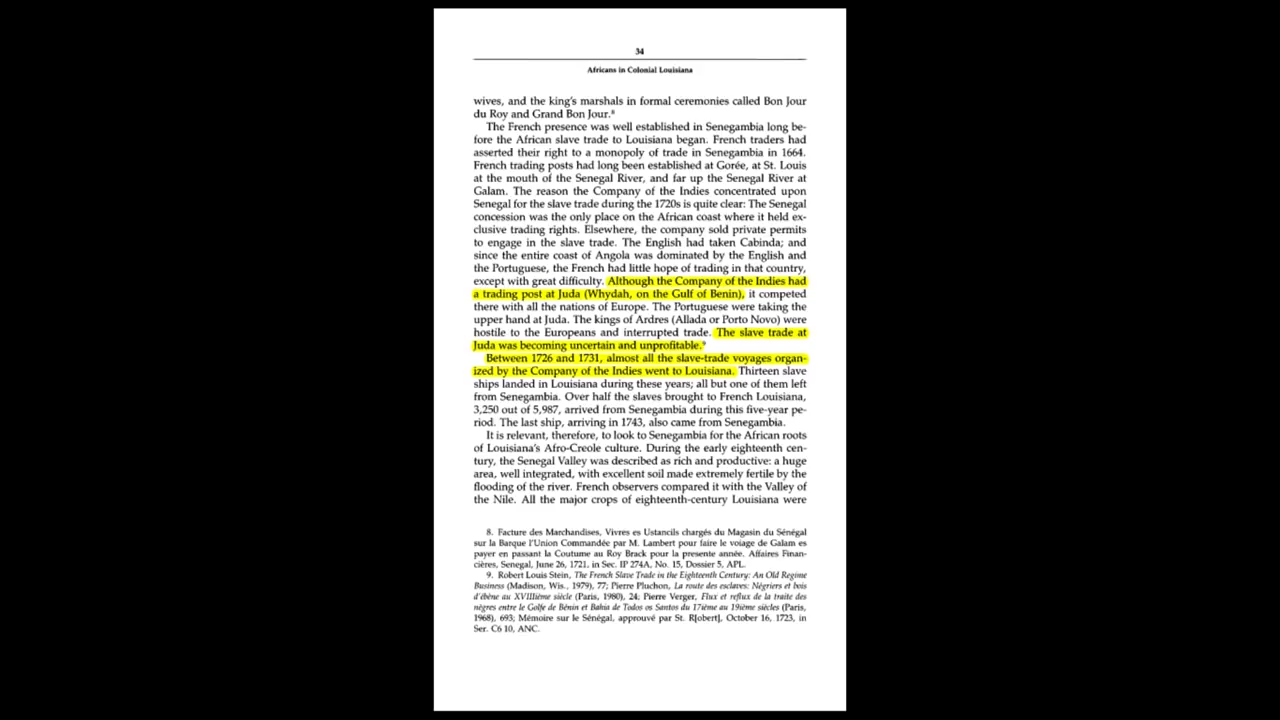 34
Africans in Colonial Louisiana
wives, and the king's marshals in formal ceremonies called Bon Jour
du Roy and Grand Bon Jour.⁸
The French presence was well established in Senegambia long be-
fore the African slave trade to Louisiana began. French traders had
asserted their right to a monopoly of trade in Senegambia in 1664.
French trading posts had long been established at Gorée, at St. Louis
at the mouth of the Senegal River, and far up the Senegal River at
Galam. The reason the Company of the Indies concentrated upon
Senegal for the slave trade during the 1720s is quite clear: The Senegal
concession was the only place on the African coast where it held ex-
clusive trading rights. Elsewhere, the company sold private permits
to engage in the slave trade. The English had taken Cabinda; and
since the entire coast of Angola was dominated by the English and
the Portuguese, the French had little hope of trading in that country,
except with great difficulty. Although the Company of the Indies had
a trading post at Juda (Whydah, on the Gulf of Benin), it competed
there with all the nations of Europe. The Portuguese were taking the
upper hand at Juda. The kings of Ardres (Allada or Porto Novo) were
hostile to the Europeans and interrupted trade. The slave trade at
Juda was becoming uncertain and unprofitable.⁹
Between 1726 and 1731, almost all the slave-trade voyages organ-
ized by the Company of the Indies went to Louisiana. Thirteen slave
ships landed in Louisiana during these years; all but one of them left
from Senegambia. Over half the slaves brought to French Louisiana,
3,250 out of 5,987, arrived from Senegambia during this five-year pe-
riod. The last ship, arriving in 1743, also came from Senegambia.
It is relevant, therefore, to look to Senegambia for the African roots
of Louisiana's Afro-Creole culture. During the early eighteenth cen-
tury, the Senegal Valley was described as rich and productive: a huge
area, well integrated, with excellent soil made extremely fertile by the
flooding of the river. French observers compared it with the Valley of
the Nile. All the major crops of eighteenth-century Louisiana were
8. Facture des Marchandises, Vivres es Ustancils chargés du Magasin du Sénégal
sur la Barque l'Union Commandée par M. Lambert pour faire le voiage de Galam es
payer en passant la Coutume au Roy Brack pour la presente année. Affaires Finan-
cières, Senegal, June 26, 1721, in Sec. IP 274A, No. 15, Dossier 5, APL.
9. Robert Louis Stein, The French Slave Trade in the Eighteenth Century: An Old Regime
Business (Madison, Wis., 1979), 77; Pierre Pluchon, La route des esclaves: Négriers et bois
d'ébène au XVIIIième siècle (Paris, 1980), 24; Pierre Verger, Flux et reflux de la traite des
nègres entre le Golfe de Bénin et Bahia de Todos os Santos du 17ième au 19ième siècles (Paris,
1968), 693; Mémoire sur le Sénégal, approuvé par St. R[obert], October 16, 1723, in
Ser. C6 10, ANC.